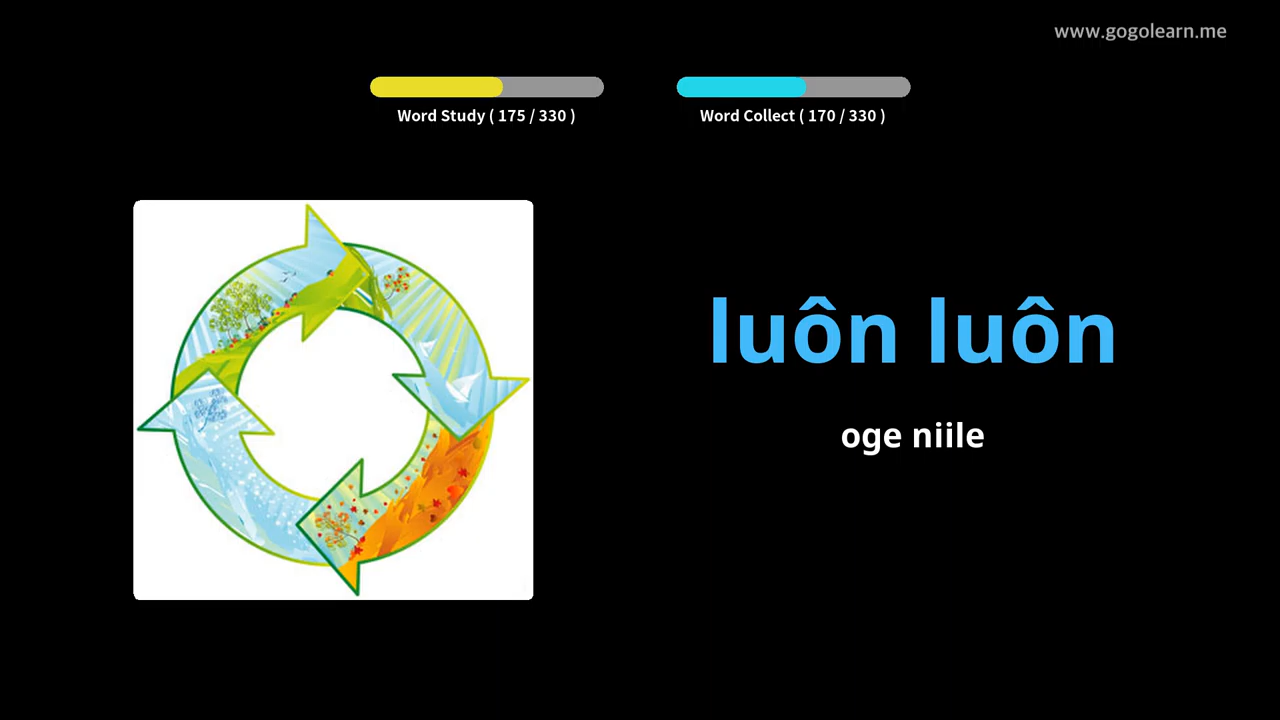 www.gogolearn.me
Word Study ( 175 / 330 )
Word Collect ( 170 / 330 )
luôn luôn
oge niile